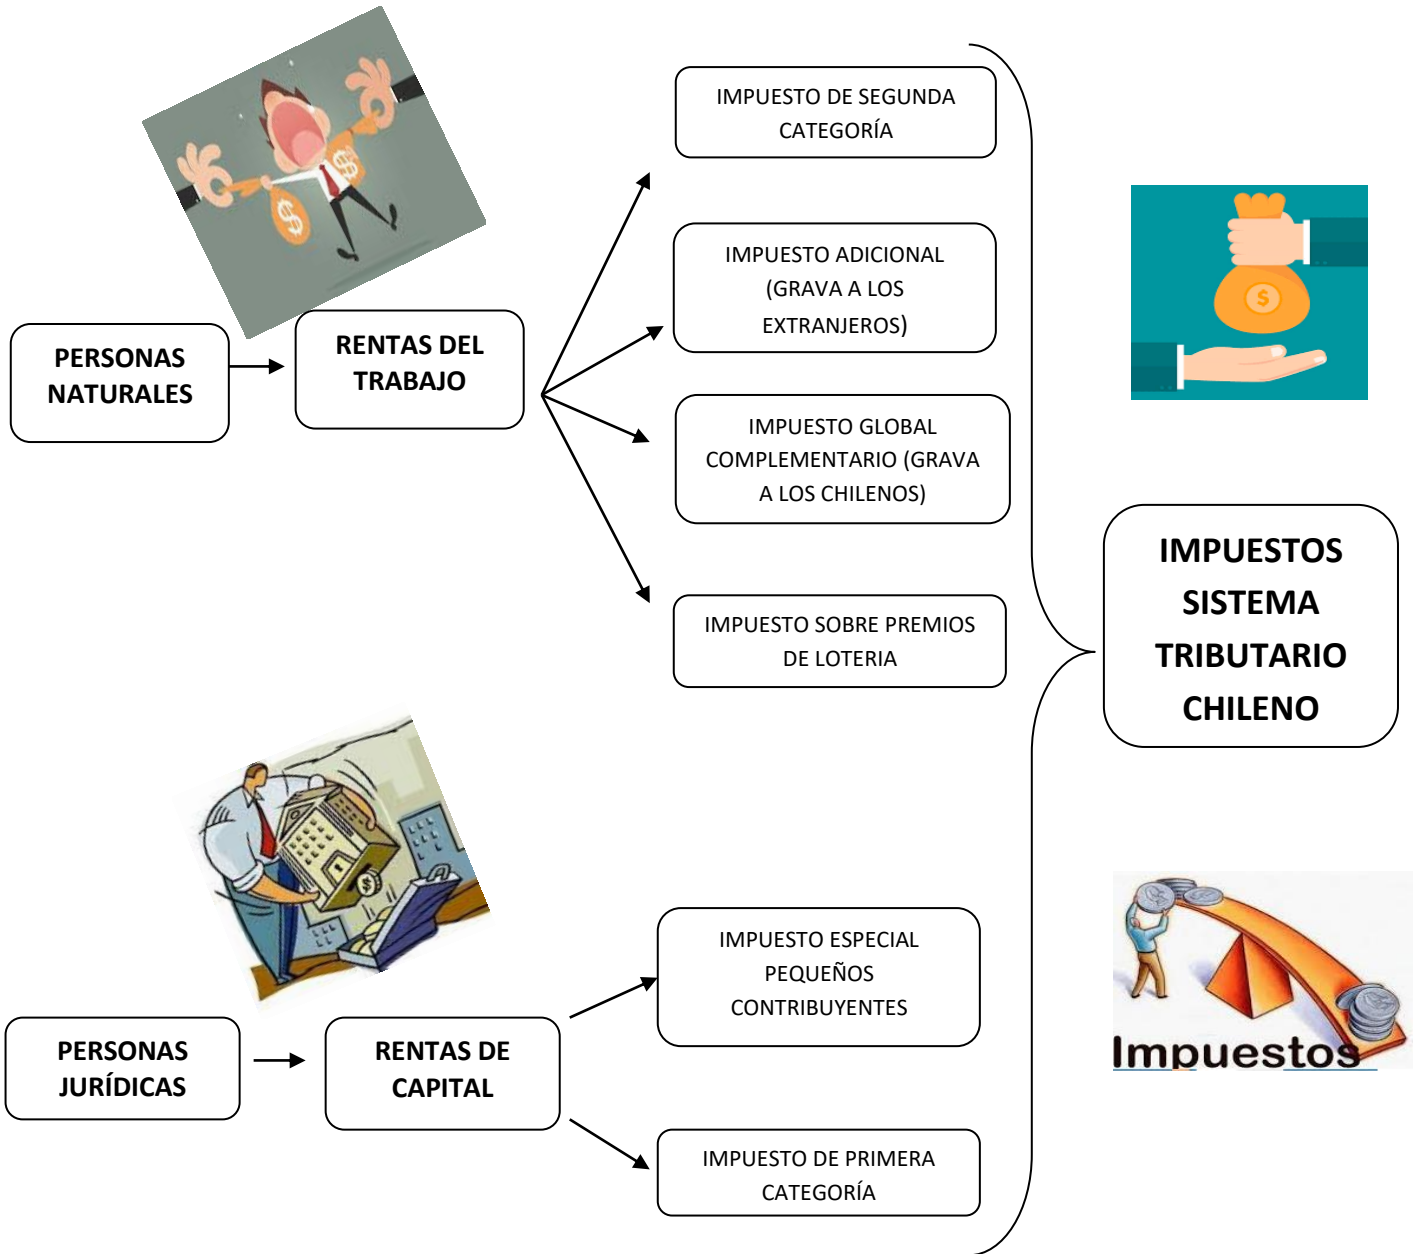 IMPUESTO DE SEGUNDA
CATEGORÍA
IMPUESTO ADICIONAL
(GRAVA A LOS
EXTRANJEROS)
PERSONAS
NATURALES
RENTAS DEL
TRABAJO
IMPUESTO GLOBAL
COMPLEMENTARIO (GRAVA
A LOS CHILENOS)
IMPUESTO SOBRE PREMIOS
DE LOTERIA
IMPUESTOS
SISTEMA
TRIBUTARIO
CHILENO
IMPUESTO ESPECIAL
PEQUEÑOS
CONTRIBUYENTES
PERSONAS
JURÍDICAS
RENTAS DE
CAPITAL
IMPUESTO DE PRIMERA
CATEGORÍA
Impuestos
$
$
$
$